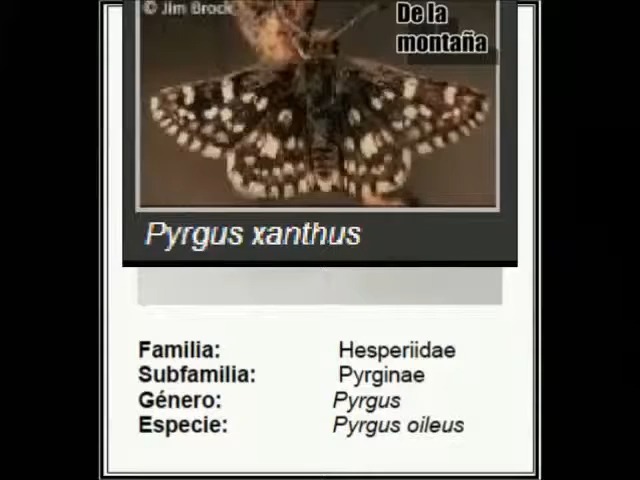 © Jim Brock
De la
montaña
Pyrgus xanthus
Familia: Hesperiidae
Subfamilia: Pyrginae
Género: Pyrgus
Especie: Pyrgus oileus